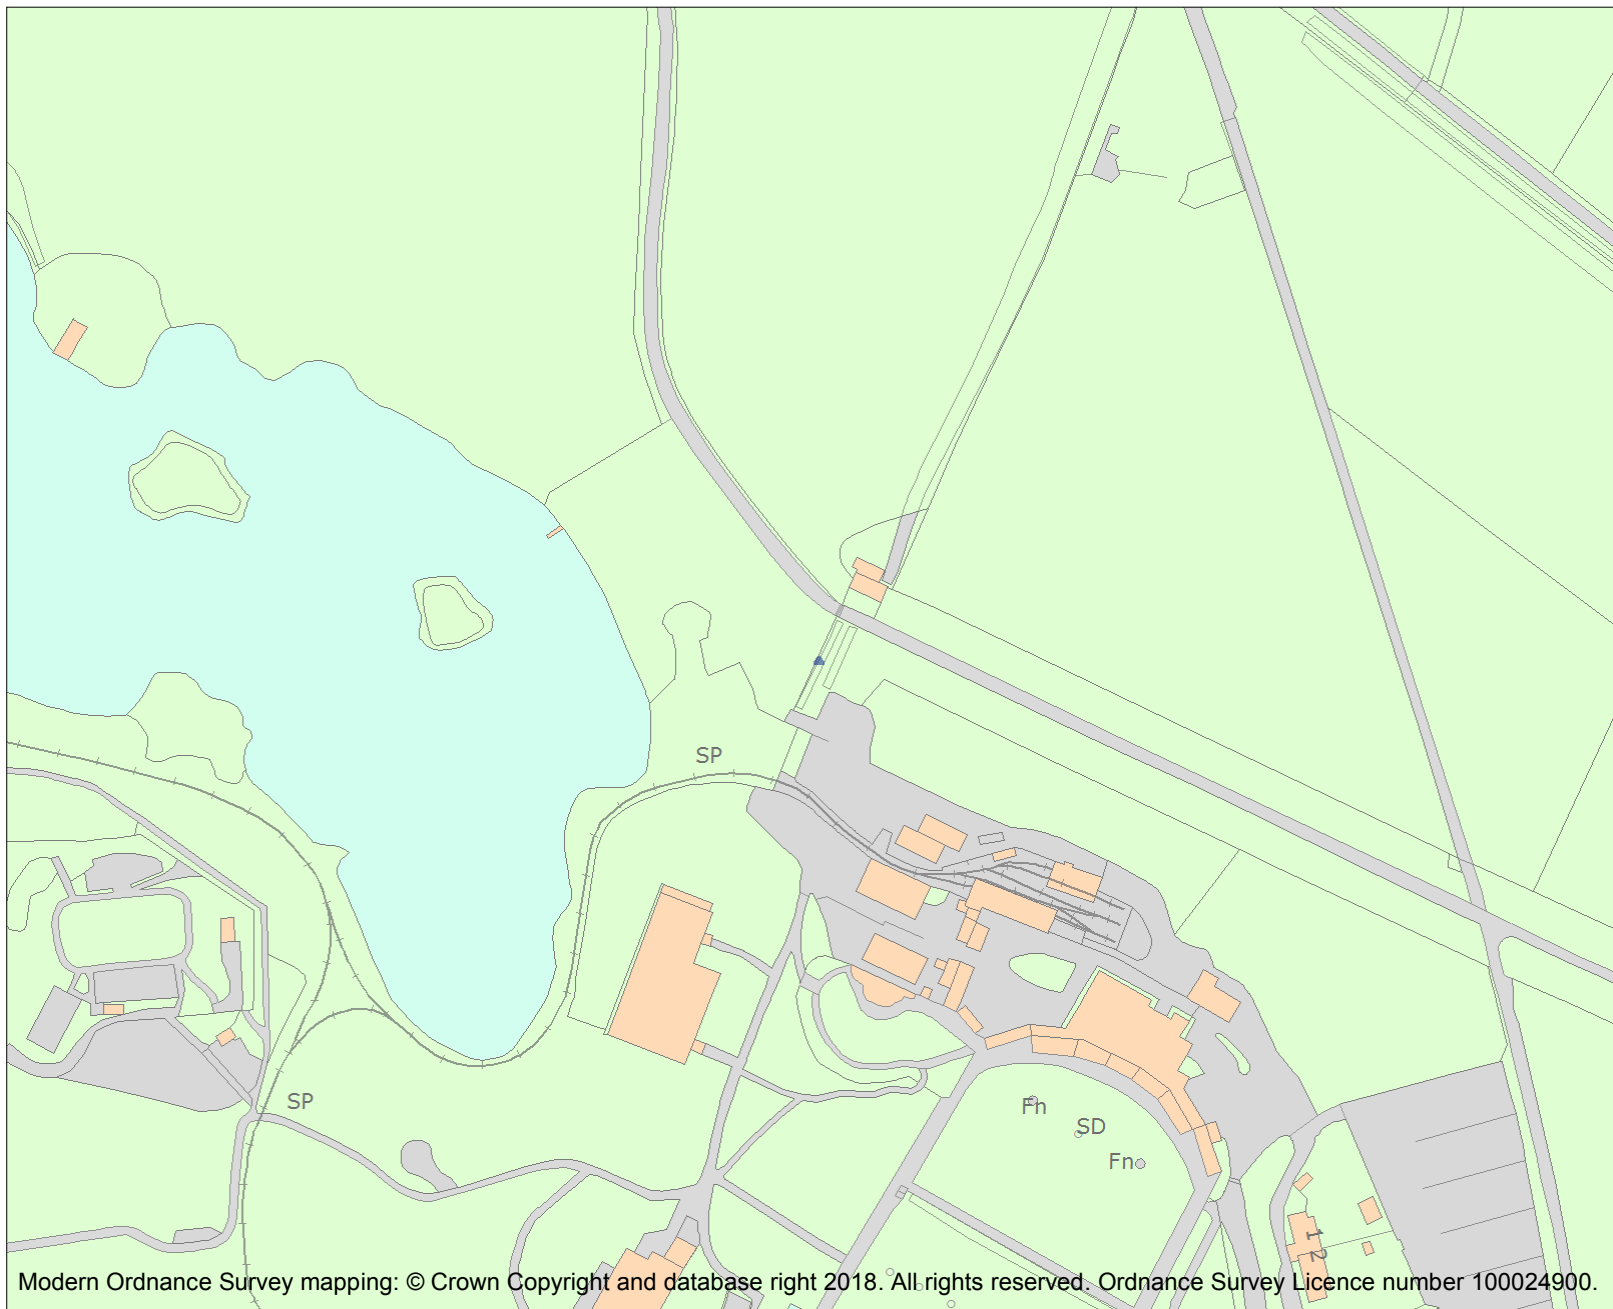 SP
SP
Fn
SD
Fn
1
2
Modern Ordnance Survey mapping: © Crown Copyright and database right 2018. All rights reserved. Ordnance Survey Licence number 100024900.